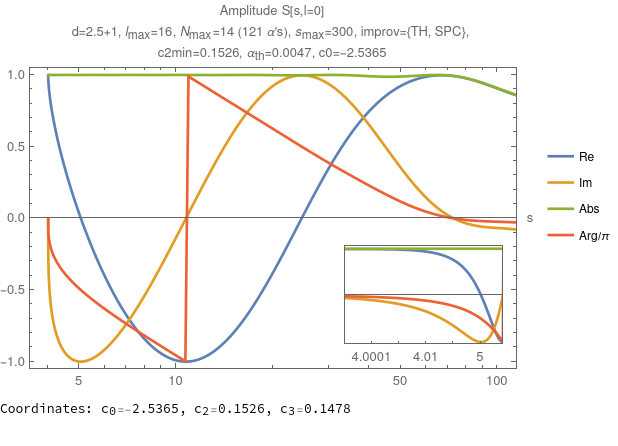 Amplitude S[s,l=0]
d=2.5+1, lmax=16, Nmax=14 (121 α's), smax=300, improv={TH, SPC},
c2min=0.1526, αth=0.0047, c0=−2.5365
1.0
0.5
0.0
−0.5
−1.0
s
Re
Im
Abs
Arg/π
4.0001 4.01 5
5 10 50 100
Coordinates: c0=-2.5365, c2=0.1526, c3=0.1478